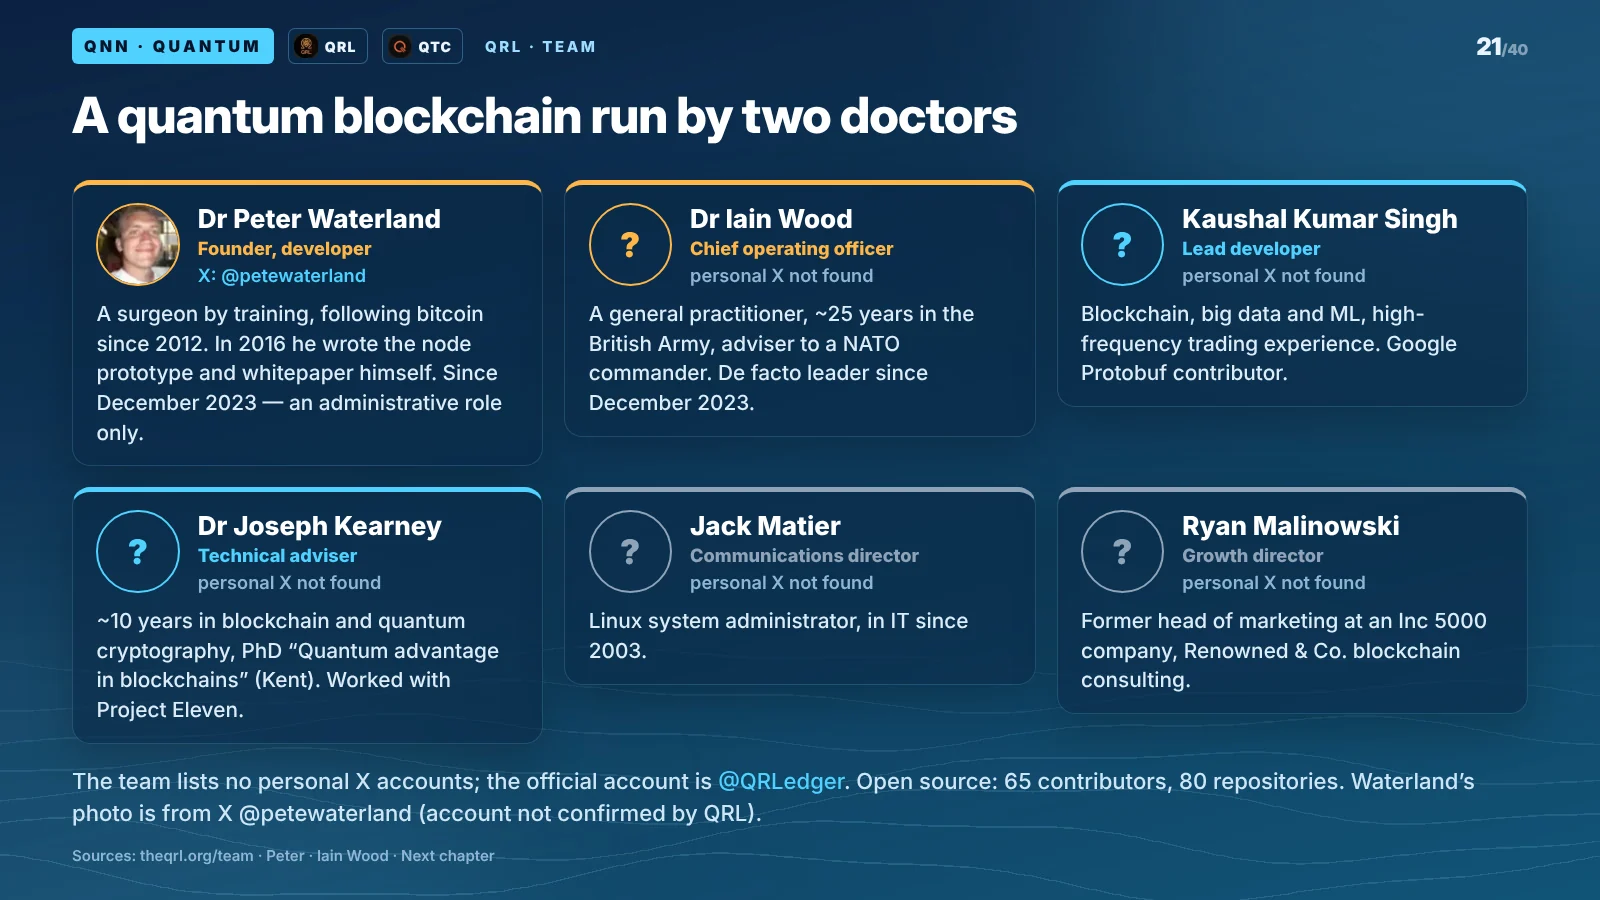 QNN · QUANTUM
QRL
QTC
QRL · TEAM
21/40
A quantum blockchain run by two doctors
Dr Peter Waterland
Founder, developer
X: @petewaterland
A surgeon by training, following bitcoin
since 2012. In 2016 he wrote the node
prototype and whitepaper himself. Since
December 2023 — an administrative role
only.
?
Dr Iain Wood
Chief operating officer
personal X not found
A general practitioner, ~25 years in the
British Army, adviser to a NATO
commander. De facto leader since
December 2023.
?
Kaushal Kumar Singh
Lead developer
personal X not found
Blockchain, big data and ML, high-
frequency trading experience. Google
Protobuf contributor.
?
Dr Joseph Kearney
Technical adviser
personal X not found
~10 years in blockchain and quantum
cryptography, PhD “Quantum advantage
in blockchains” (Kent). Worked with
Project Eleven.
?
Jack Matier
Communications director
personal X not found
Linux system administrator, in IT since
2003.
?
Ryan Malinowski
Growth director
personal X not found
Former head of marketing at an Inc 5000
company, Renowned & Co. blockchain
consulting.
The team lists no personal X accounts; the official account is @QRLedger. Open source: 65 contributors, 80 repositories. Waterland’s
photo is from X @petewaterland (account not confirmed by QRL).
Sources: theqrl.org/team · Peter · Iain Wood · Next chapter